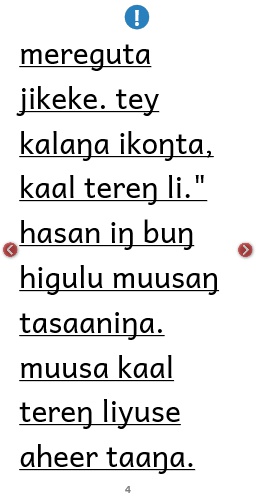 mereguta
jikeke. tey
kalaŋa ikoŋta,
kaal tereŋ li."
hasan iŋ buŋ
higulu muusaŋ
tasaaniŋa.
muusa kaal
tereŋ liyuse
aheer taaŋa.
4